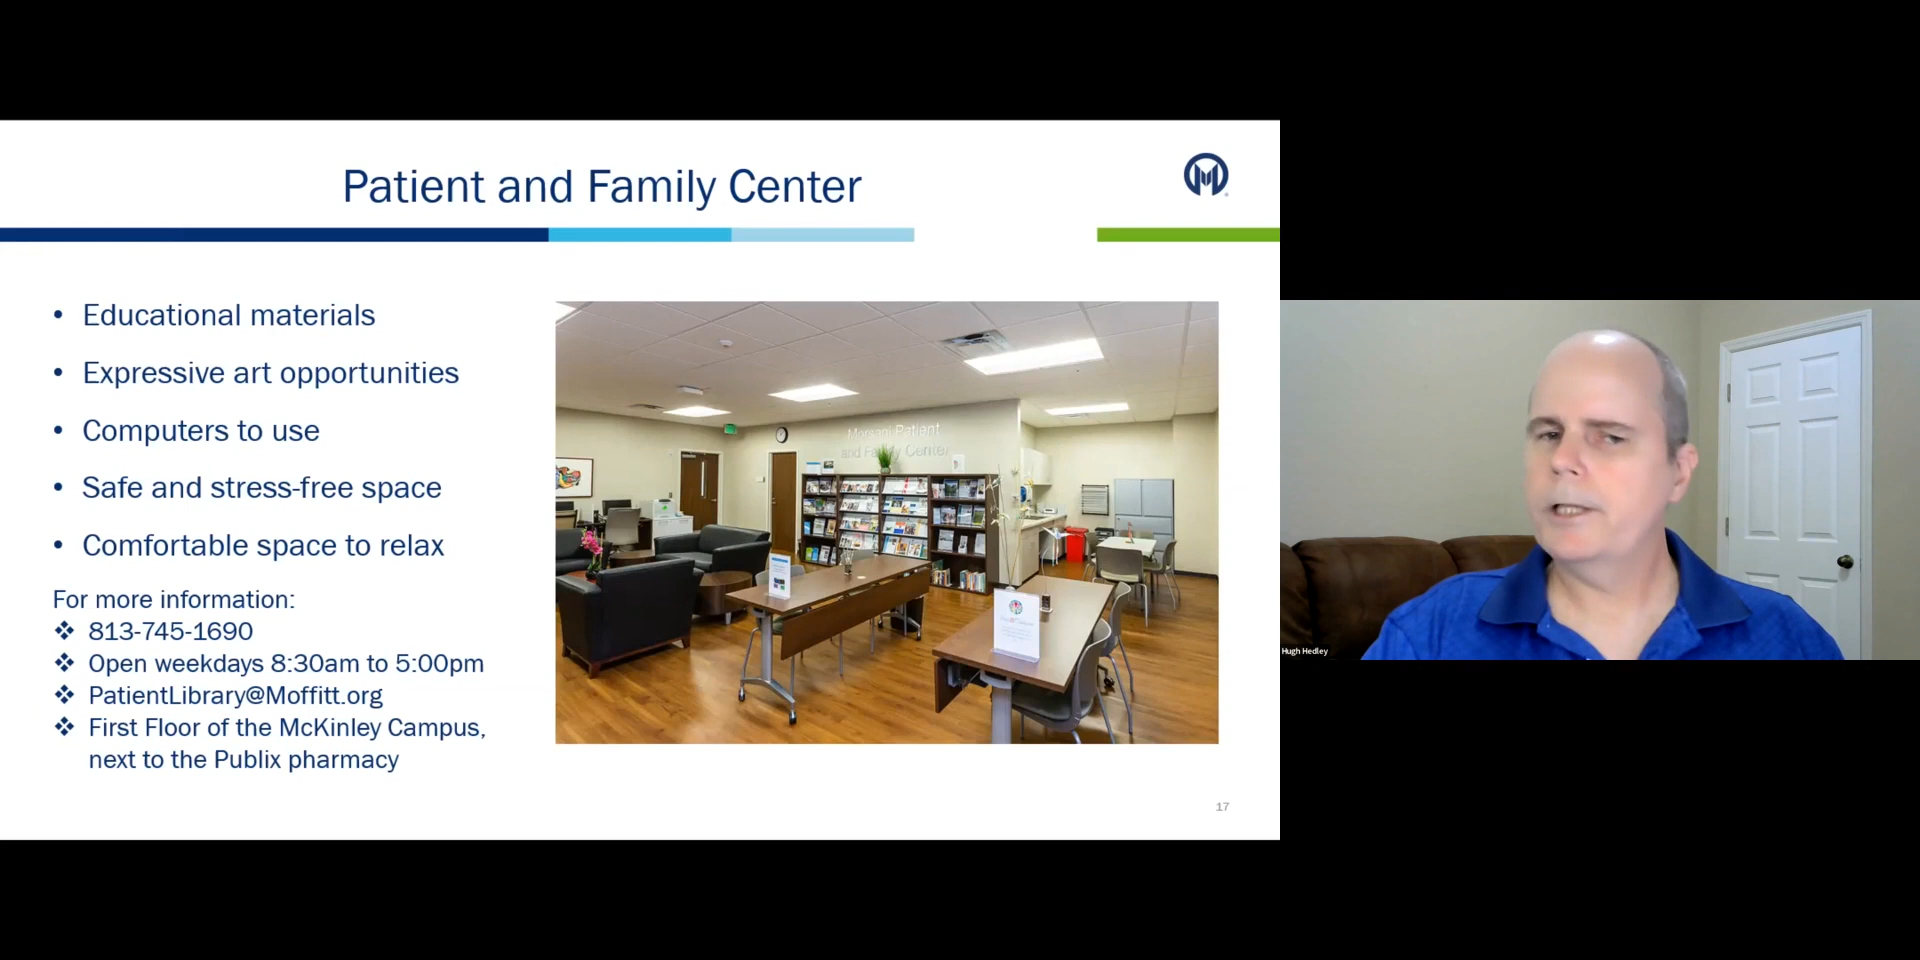 Patient and Family Center
• Educational materials
• Expressive art opportunities
• Computers to use
• Safe and stress-free space
• Comfortable space to relax
For more information:
❖ 813-745-1690
❖ Open weekdays 8:30am to 5:00pm
❖ PatientLibrary@Moffitt.org
❖ First Floor of the McKinley Campus,
next to the Publix pharmacy
Morsani Patient
and Family Center
17
Hugh Hedley